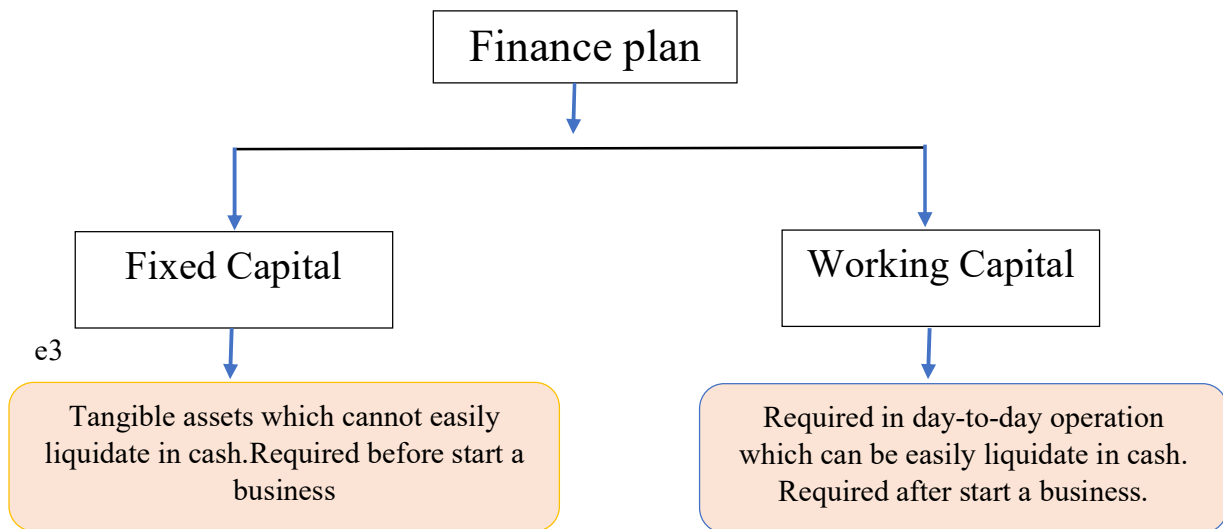 Finance plan
Fixed Capital
Working Capital
e3
Tangible assets which cannot easily
liquidate in cash.Required before start a
business
Required in day-to-day operation
which can be easily liquidate in cash.
Required after start a business.